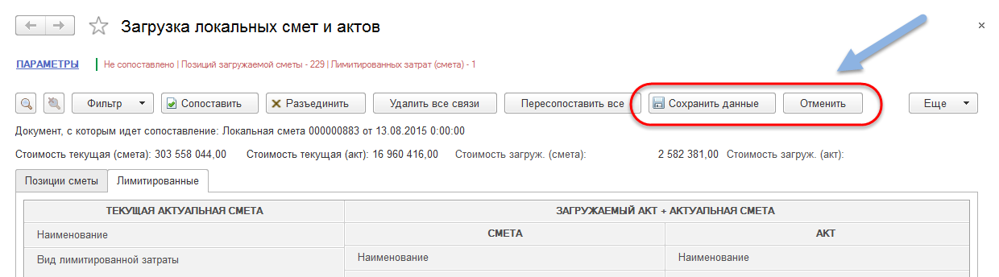 Загрузка локальных смет и актов
ПАРАМЕТРЫ Не сопоставлено | Позиций загружаемой сметы - 229 | Лимитированных затрат (смета) - 1
Фильтр Сопоставить Разъединить Удалить все связи Пересопоставить все Сохранить данные Отменить Еще
Документ, с которым идет сопоставление: Локальная смета 000000883 от 13.08.2015 0:00:00
Стоимость текущая (смета): 303 558 044,00 Стоимость текущая (акт): 16 960 416,00 Стоимость загруж. (смета): 2 582 381,00 Стоимость загруж. (акт):
Позиции сметы Лимитированные
ТЕКУЩАЯ АКТУАЛЬНАЯ СМЕТА ЗАГРУЖАЕМЫЙ АКТ + АКТУАЛЬНАЯ СМЕТА
Наименование СМЕТА АКТ
Вид лимитированной затраты Наименование Наименование